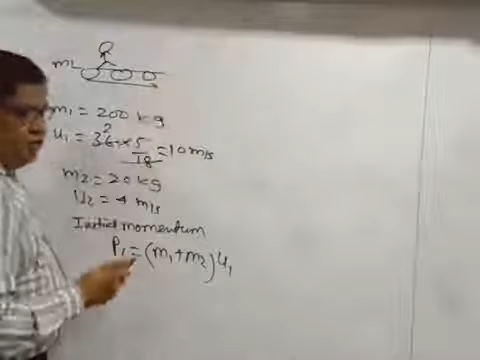 m2
m1 = 200 kg
u1 = 36 2 × 5/18 = 10 m/s
m2 = 20 kg
U2 = 4 m/s
Initial momentum
P1 = (m1 + m2) u1